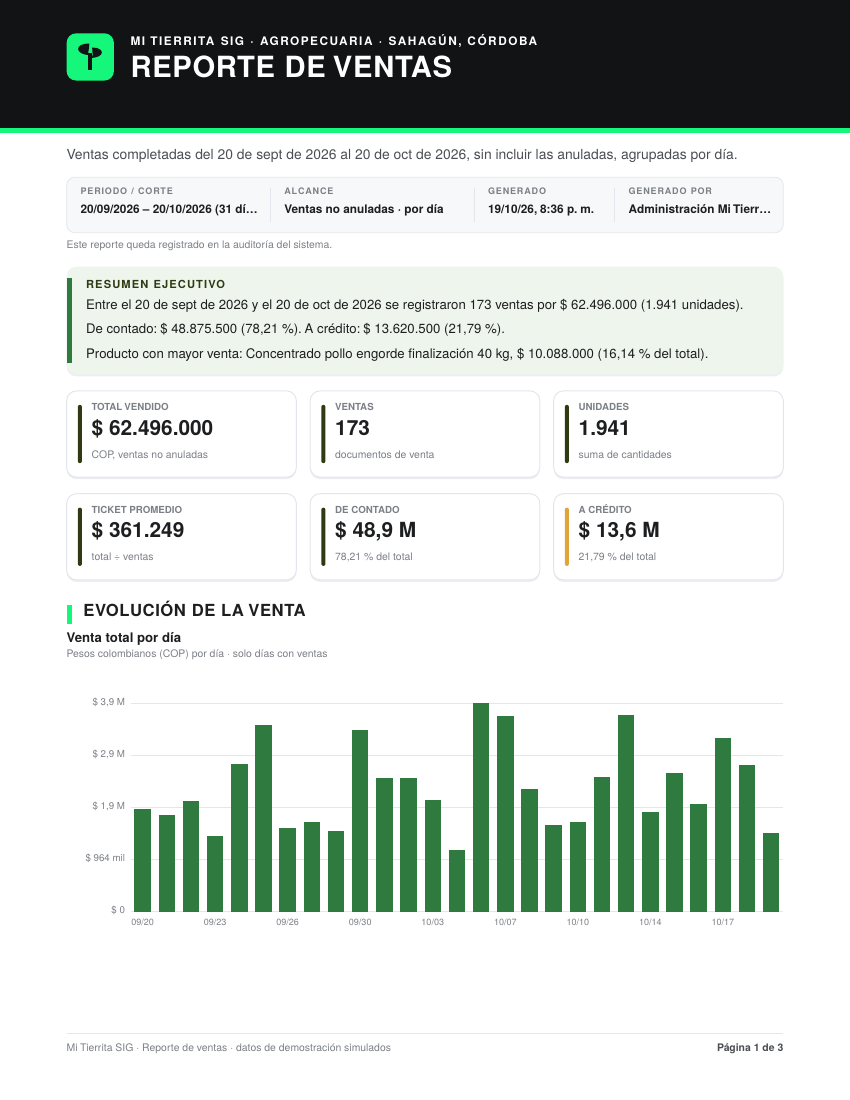 MI TIERRITA SIG · AGROPECUARIA · SAHAGÚN, CÓRDOBA
REPORTE DE VENTAS
Ventas completadas del 20 de sept de 2026 al 20 de oct de 2026, sin incluir las anuladas, agrupadas por día.
PERIODO / CORTE
20/09/2026 – 20/10/2026 (31 dí…
ALCANCE
Ventas no anuladas · por día
GENERADO
19/10/26, 8:36 p. m.
GENERADO POR
Administración Mi Tierr…
Este reporte queda registrado en la auditoría del sistema.
RESUMEN EJECUTIVO
Entre el 20 de sept de 2026 y el 20 de oct de 2026 se registraron 173 ventas por $ 62.496.000 (1.941 unidades).
De contado: $ 48.875.500 (78,21 %). A crédito: $ 13.620.500 (21,79 %).
Producto con mayor venta: Concentrado pollo engorde finalización 40 kg, $ 10.088.000 (16,14 % del total).
TOTAL VENDIDO
$ 62.496.000
COP, ventas no anuladas
VENTAS
173
documentos de venta
UNIDADES
1.941
suma de cantidades
TICKET PROMEDIO
$ 361.249
total ÷ ventas
DE CONTADO
$ 48,9 M
78,21 % del total
A CRÉDITO
$ 13,6 M
21,79 % del total
EVOLUCIÓN DE LA VENTA
Venta total por día
Pesos colombianos (COP) por día · solo días con ventas
$ 3,9 M
$ 2,9 M
$ 1,9 M
$ 964 mil
$ 0
09/20 09/23 09/26 09/30 10/03 10/07 10/10 10/14 10/17
Mi Tierrita SIG · Reporte de ventas · datos de demostración simulados
Página 1 de 3